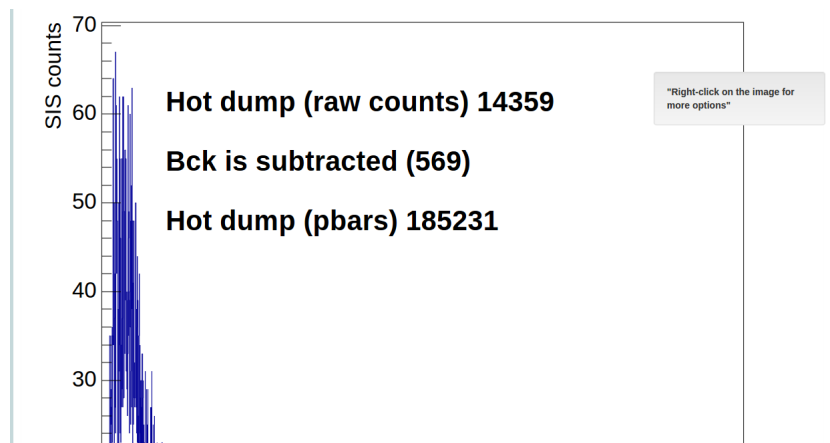 70
SIS counts
Hot dump (raw counts) 14359
"Right-click on the image for
more options"
60
Bck is subtracted (569)
50
Hot dump (pbars) 185231
40
30